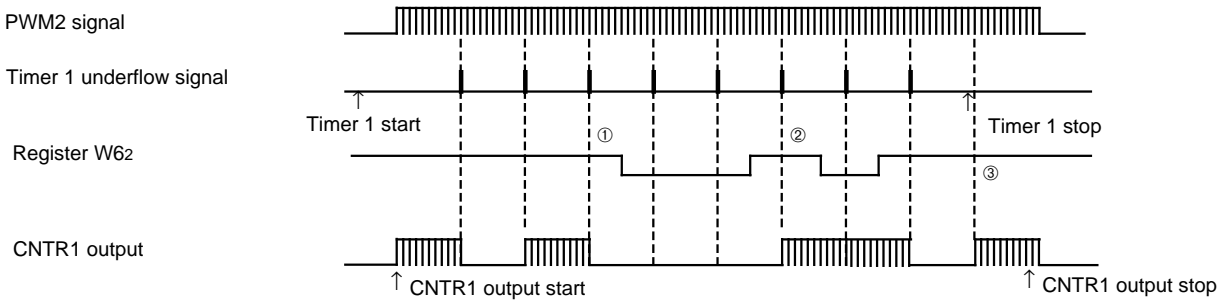 PWM2 signal
Timer 1 underflow signal
Timer 1 start
Timer 1 stop
① ②
Register W62
③
CNTR1 output
CNTR1 output start
CNTR1 output stop